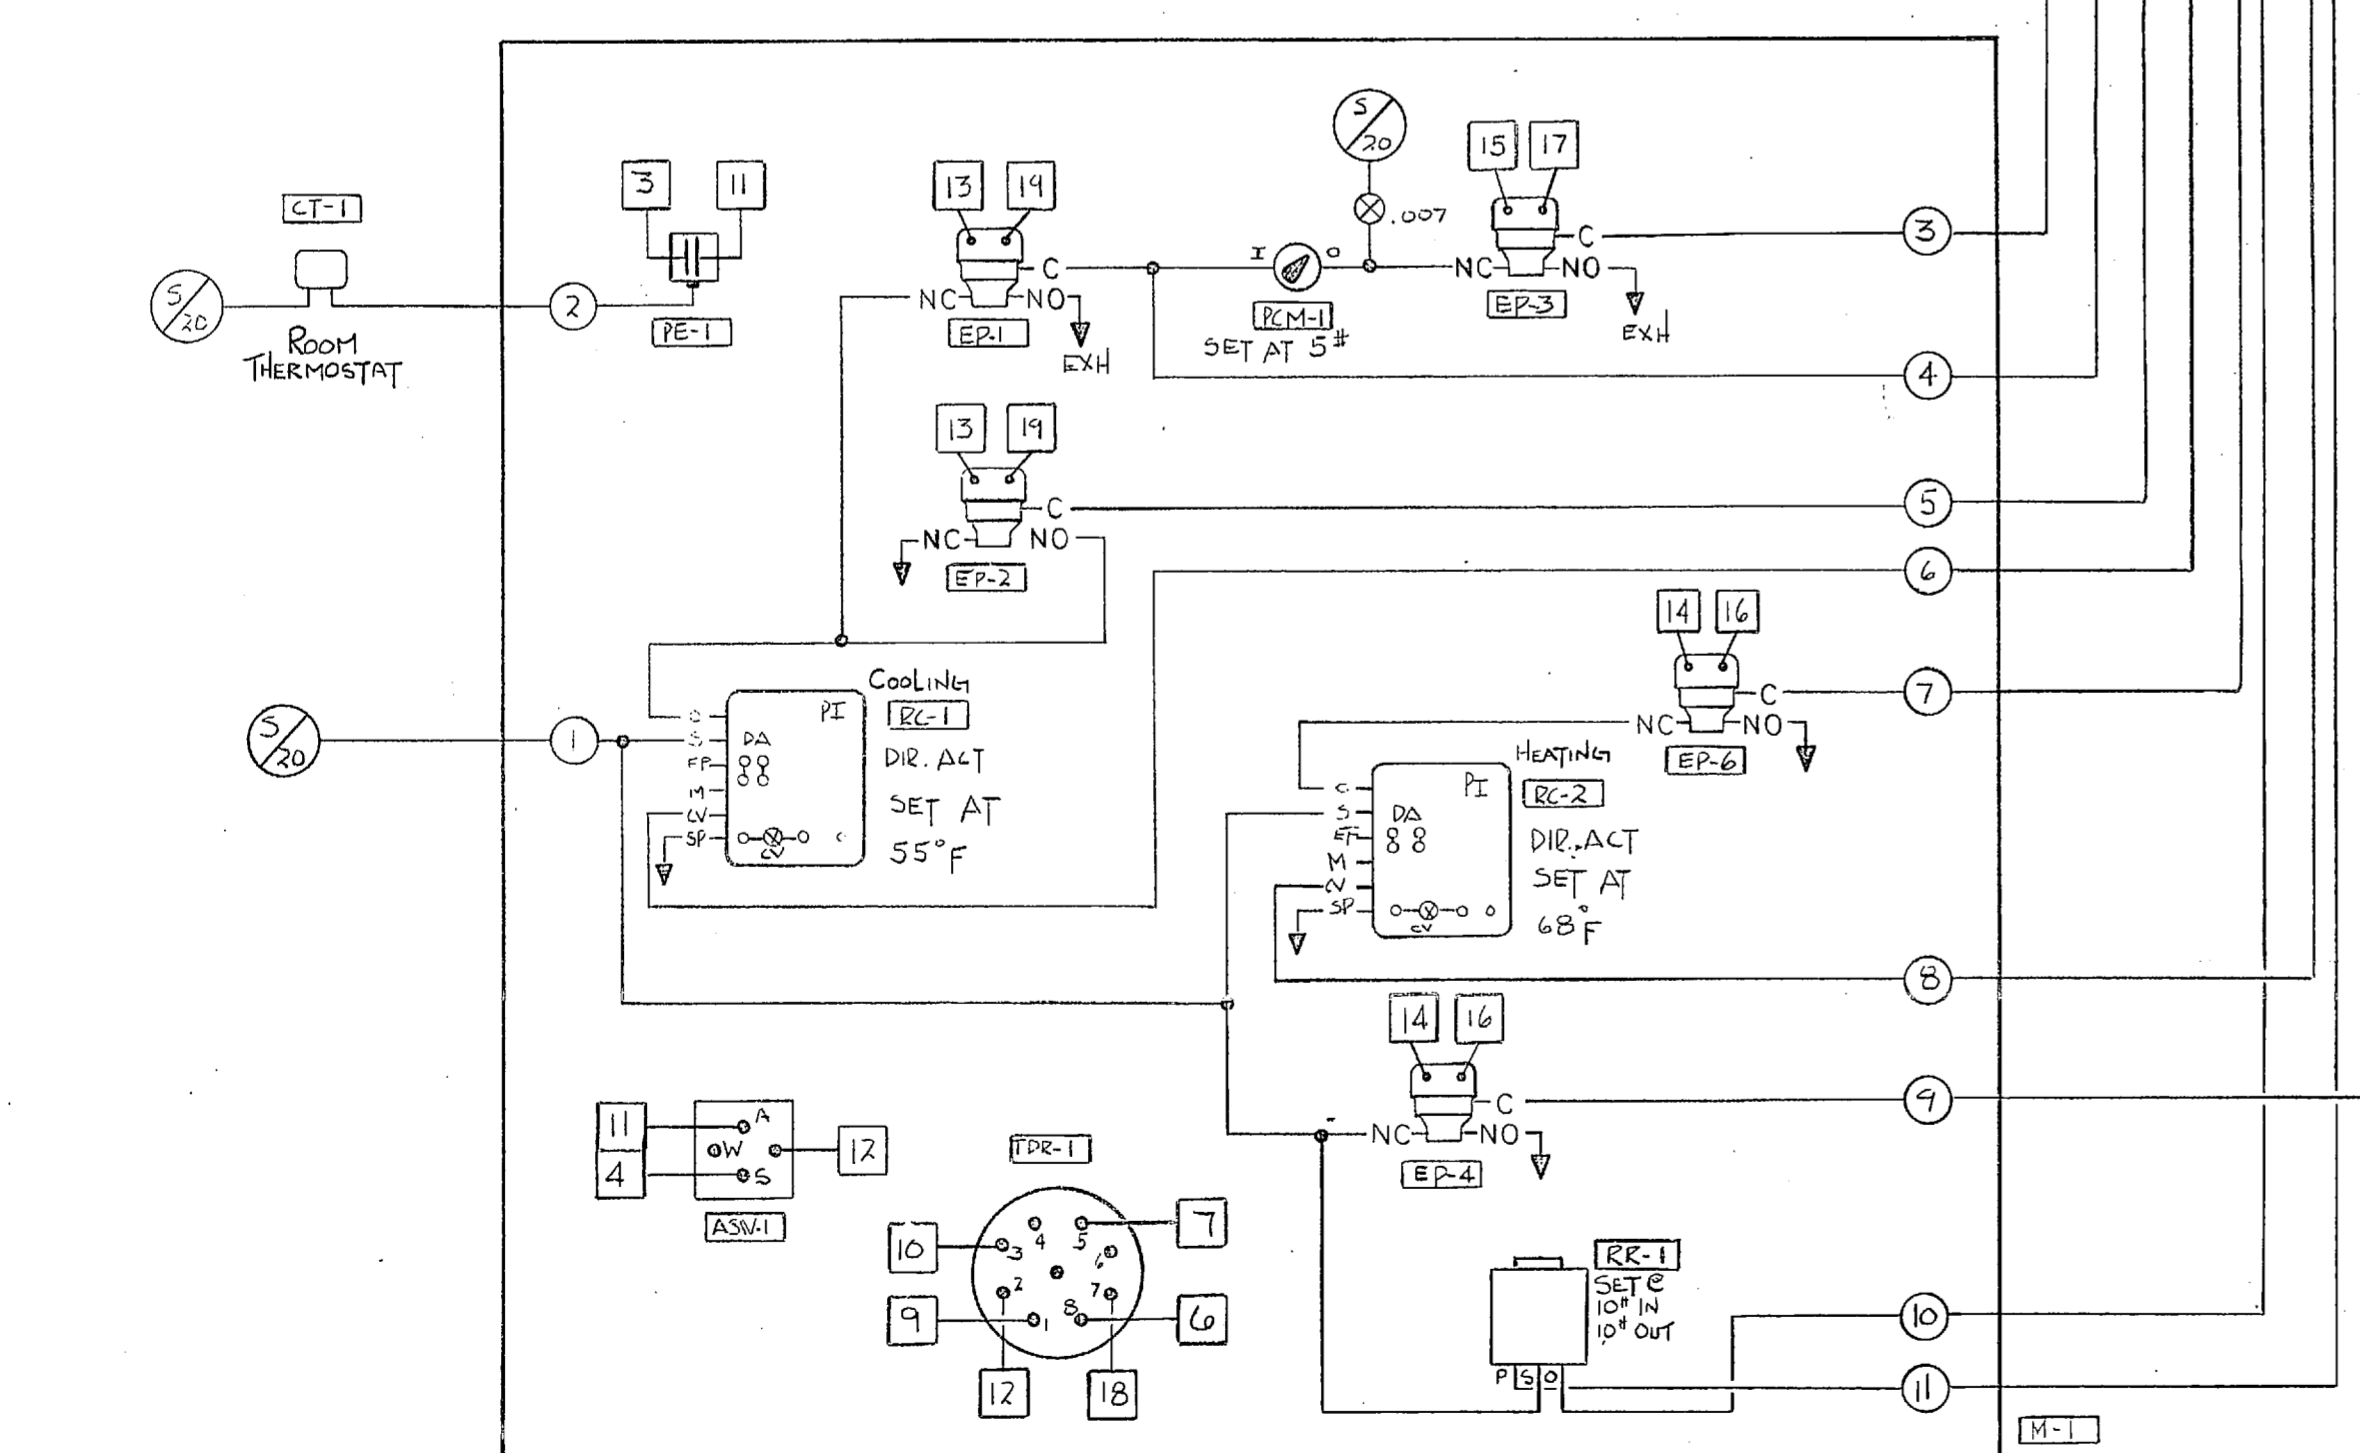 S/20
15 17
3 11
13 19
.007
CT-1
C
3
I O
C
NC NO
S/20
2
NC NO
EP-3
PE-1
EP-1
PCM-1
EXH
ROOM
THERMOSTAT
SET AT 5#
EXH
4
13 19
C
5
NC NO
EP-2
6
14 16
COOLING
C
7
PI
RC-1
NC NO
S/20
1
S
DA
DIR. ACT
HEATING
EP-6
M
SET AT
PI
RC-2
CV
C
S
DA
SP
CV
55°F
DIR. ACT
M
SET AT
CV
SP
CV
68°F
8
14 16
C
9
11
A
W
12
TDR-1
NC NO
4
S
EP-4
ASV-1
7
10
3
4
5
6
RR-1
SET @
10# IN
10# OUT
2
7
9
1
8
6
10
P S O
12
18
11
M-1